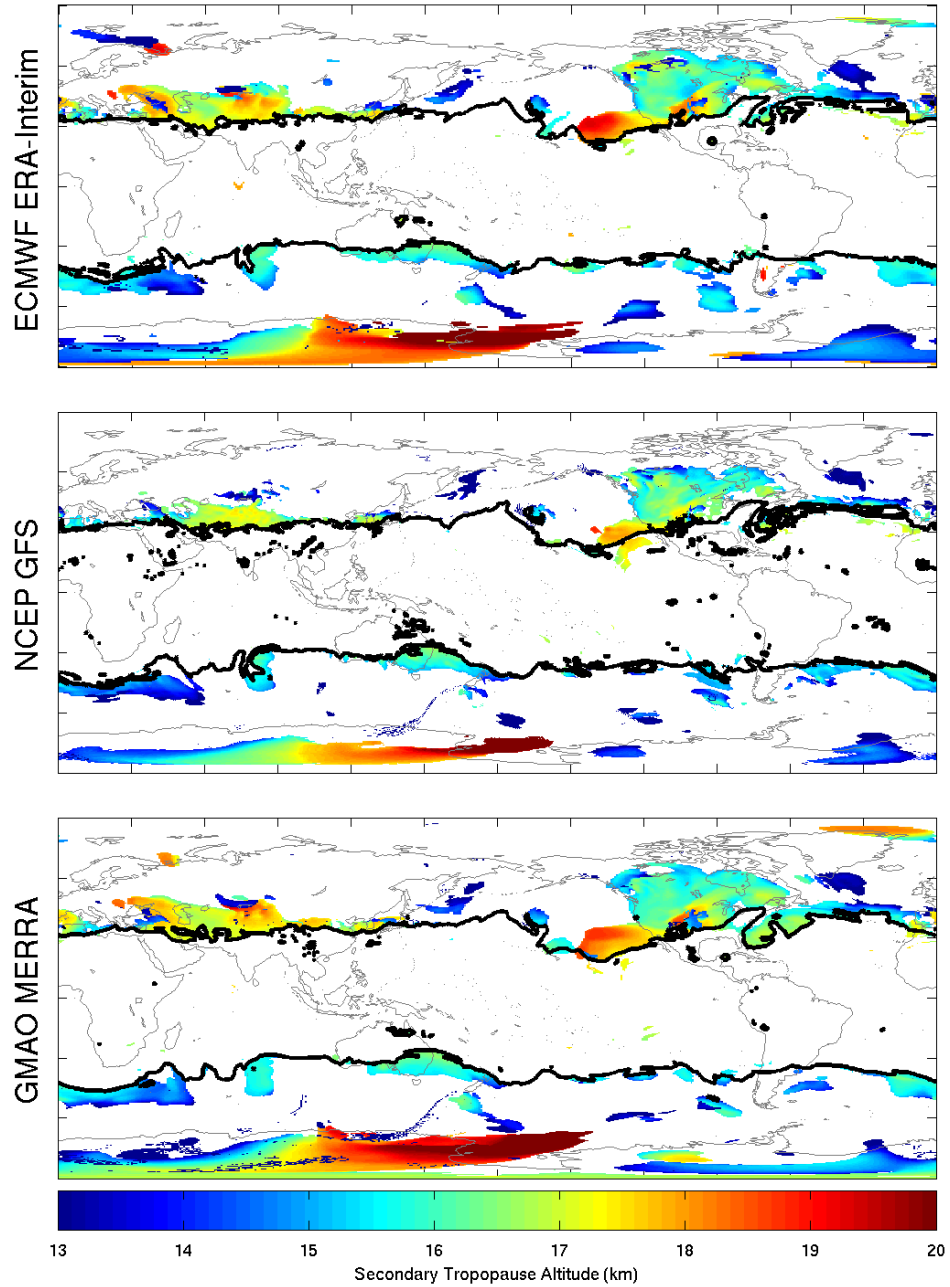 ECMWF ERA-Interim
NCEP GFS
GMAO MERRA
13 14 15 16 17 18 19 20
Secondary Tropopause Altitude (km)